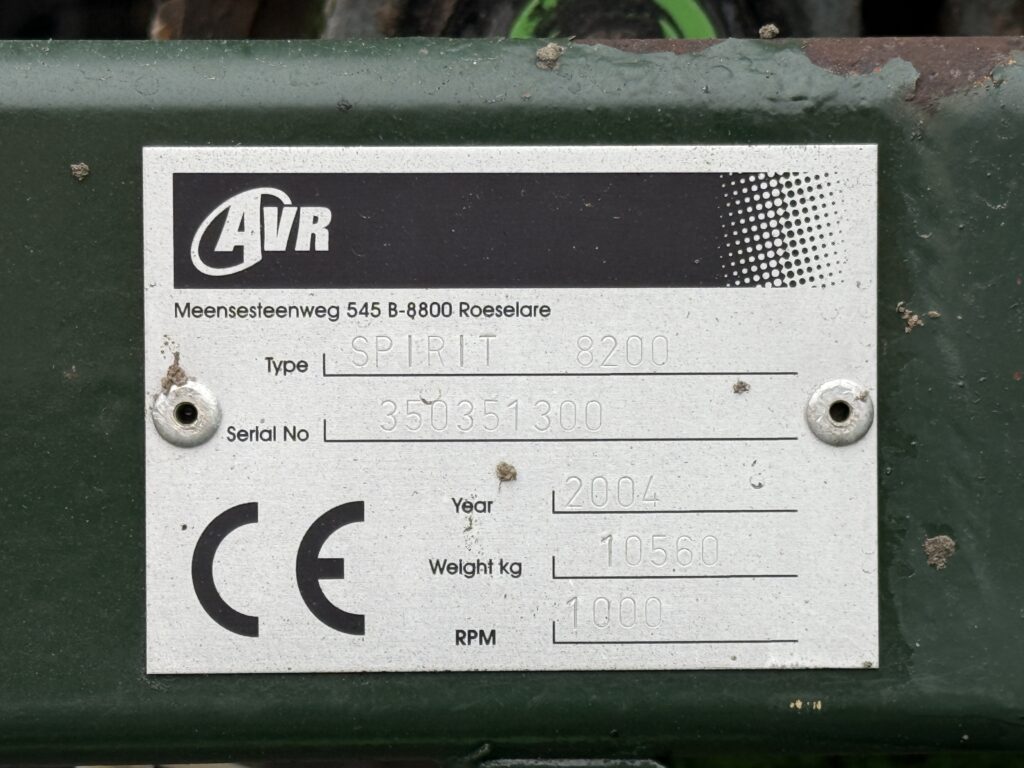 AVR
Meensesteenweg 545 B-8800 Roeselare
Type SPIRIT 8200
Serial No 350351300
CE
Year 2004
Weight kg 10560
RPM 1000